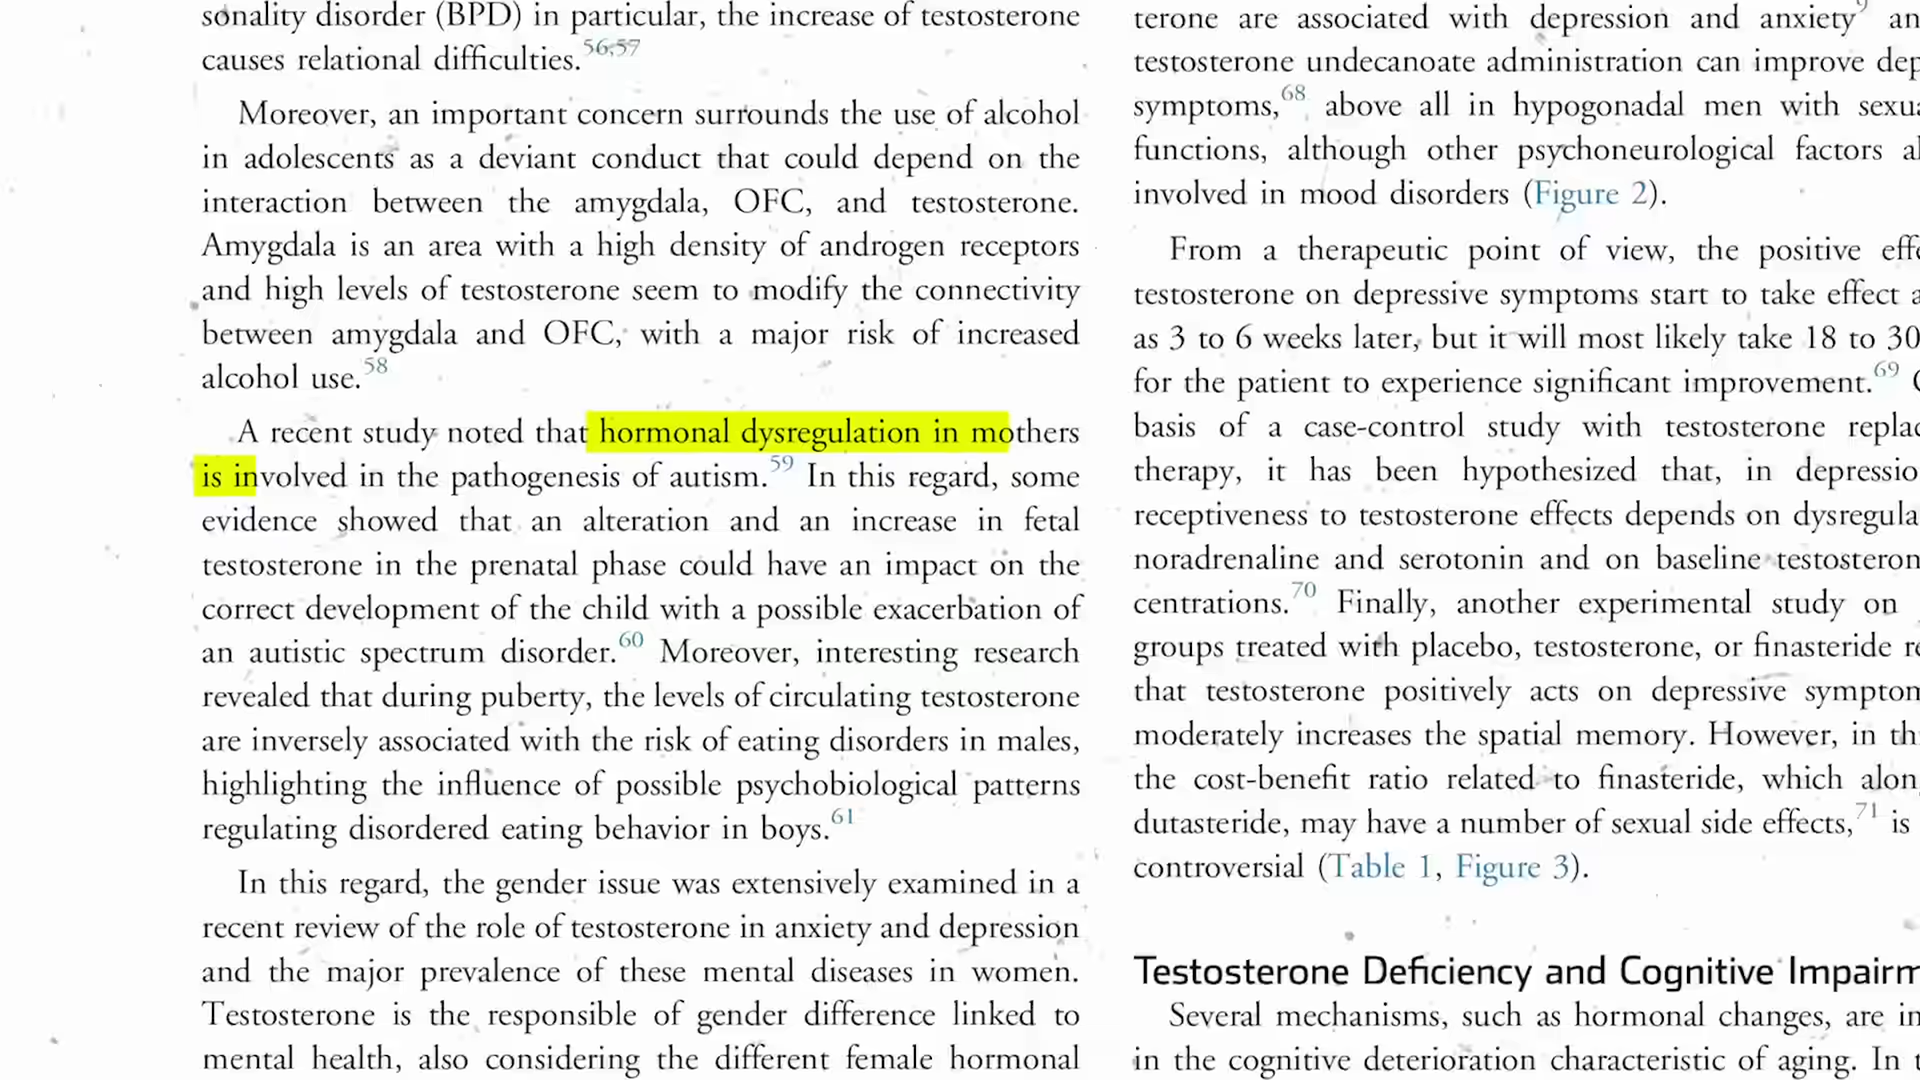 sonality disorder (BPD) in particular, the increase of testosterone
causes relational difficulties.56,57
Moreover, an important concern surrounds the use of alcohol
in adolescents as a deviant conduct that could depend on the
interaction between the amygdala, OFC, and testosterone.
Amygdala is an area with a high density of androgen receptors
and high levels of testosterone seem to modify the connectivity
between amygdala and OFC, with a major risk of increased
alcohol use.58
A recent study noted that hormonal dysregulation in mothers
is involved in the pathogenesis of autism.59 In this regard, some
evidence showed that an alteration and an increase in fetal
testosterone in the prenatal phase could have an impact on the
correct development of the child with a possible exacerbation of
an autistic spectrum disorder.60 Moreover, interesting research
revealed that during puberty, the levels of circulating testosterone
are inversely associated with the risk of eating disorders in males,
highlighting the influence of possible psychobiological patterns
regulating disordered eating behavior in boys.61
In this regard, the gender issue was extensively examined in a
recent review of the role of testosterone in anxiety and depression
and the major prevalence of these mental diseases in women.
Testosterone is the responsible of gender difference linked to
mental health, also considering the different female hormonal
terone are associated with depression and anxiety9 an
testosterone undecanoate administration can improve dep
symptoms,68 above all in hypogonadal men with sexu
functions, although other psychoneurological factors al
involved in mood disorders (Figure 2).
From a therapeutic point of view, the positive effe
testosterone on depressive symptoms start to take effect a
as 3 to 6 weeks later, but it will most likely take 18 to 30
for the patient to experience significant improvement.69
basis of a case-control study with testosterone replac
therapy, it has been hypothesized that, in depressio
receptiveness to testosterone effects depends on dysregula
noradrenaline and serotonin and on baseline testosteron
centrations.70 Finally, another experimental study on
groups treated with placebo, testosterone, or finasteride re
that testosterone positively acts on depressive symptom
moderately increases the spatial memory. However, in th
the cost-benefit ratio related to finasteride, which alon
dutasteride, may have a number of sexual side effects,71 is
controversial (Table 1, Figure 3).
Testosterone Deficiency and Cognitive Impairm
Several mechanisms, such as hormonal changes, are in
in the cognitive deterioration characteristic of aging. In t